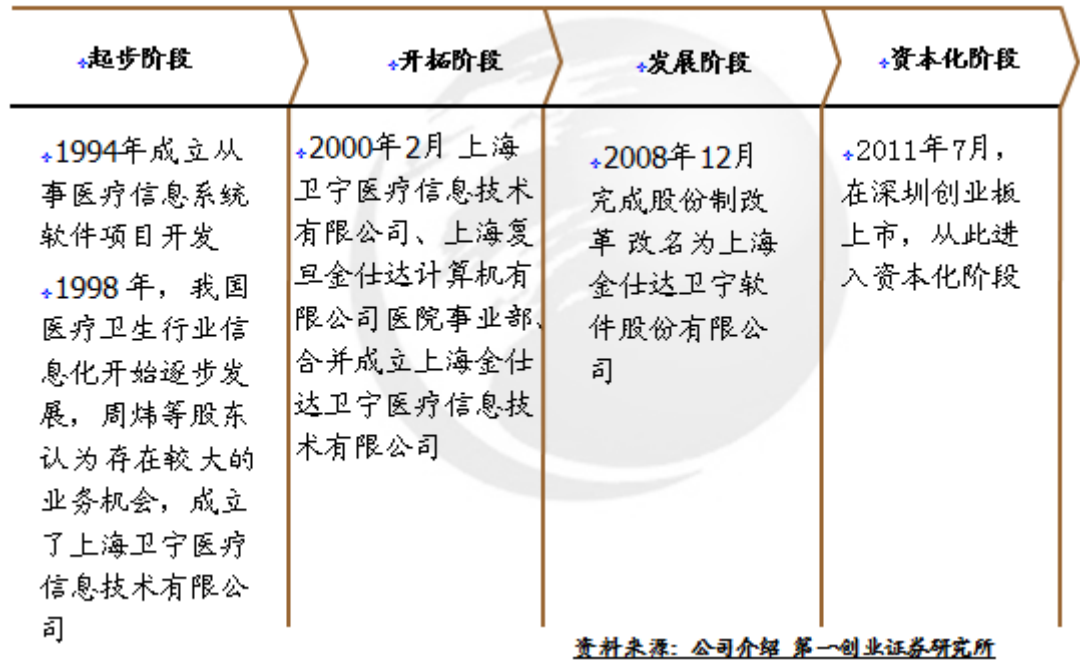 起步阶段
开拓阶段
发展阶段
资本化阶段
1994年成立从
事医疗信息系统
软件项目开发
1998年，我国
医疗卫生行业信
息化开始逐步发
展，周炜等股东
认为存在较大的
业务机会，成立
了上海卫宁医疗
信息技术有限公
司
2000年2月 上海
卫宁医疗信息技术
有限公司、上海复
旦金仕达计算机有
限公司医院事业部、
合并成立上海金仕
达卫宁医疗信息技
术有限公司
2008年12月
完成股份制改
革 改名为上海
金仕达卫宁软
件股份有限公
司
2011年7月，
在深圳创业板
上市，从此进
入资本化阶段
资料来源：公司介绍 第一创业证券研究所